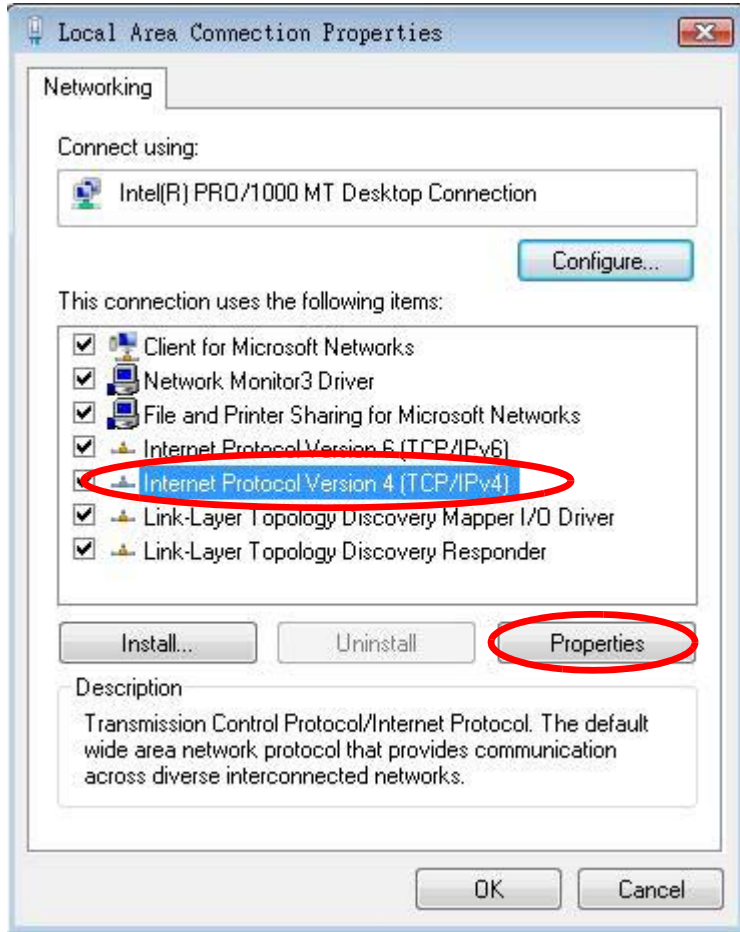 Local Area Connection Properties
Networking
Connect using:
Intel(R) PRO/1000 MT Desktop Connection
Configure...
This connection uses the following items:
Client for Microsoft Networks
Network Monitor3 Driver
File and Printer Sharing for Microsoft Networks
Internet Protocol Version 6 (TCP/IPv6)
Internet Protocol Version 4 (TCP/IPv4)
Link-Layer Topology Discovery Mapper I/O Driver
Link-Layer Topology Discovery Responder
Install... Uninstall Properties
Description
Transmission Control Protocol/Internet Protocol. The default
wide area network protocol that provides communication
across diverse interconnected networks.
OK Cancel